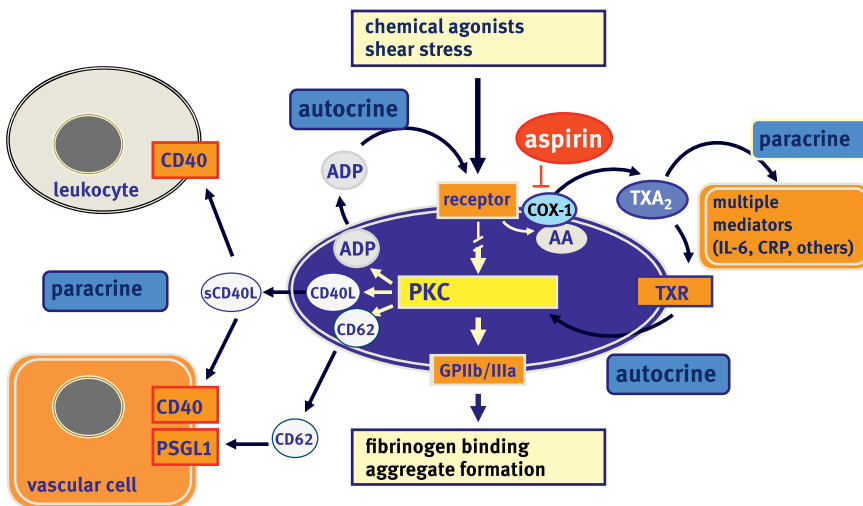 chemical agonists
shear stress
autocrine
aspirin
paracrine
CD40
leukocyte
ADP
receptor
COX-1
TXA2
multiple
mediators
(IL-6, CRP, others)
ADP
AA
paracrine
sCD40L
CD40L
PKC
TXR
CD62
GPIIb/IIIa
autocrine
CD40
PSGL1
CD62
fibrinogen binding
aggregate formation
vascular cell